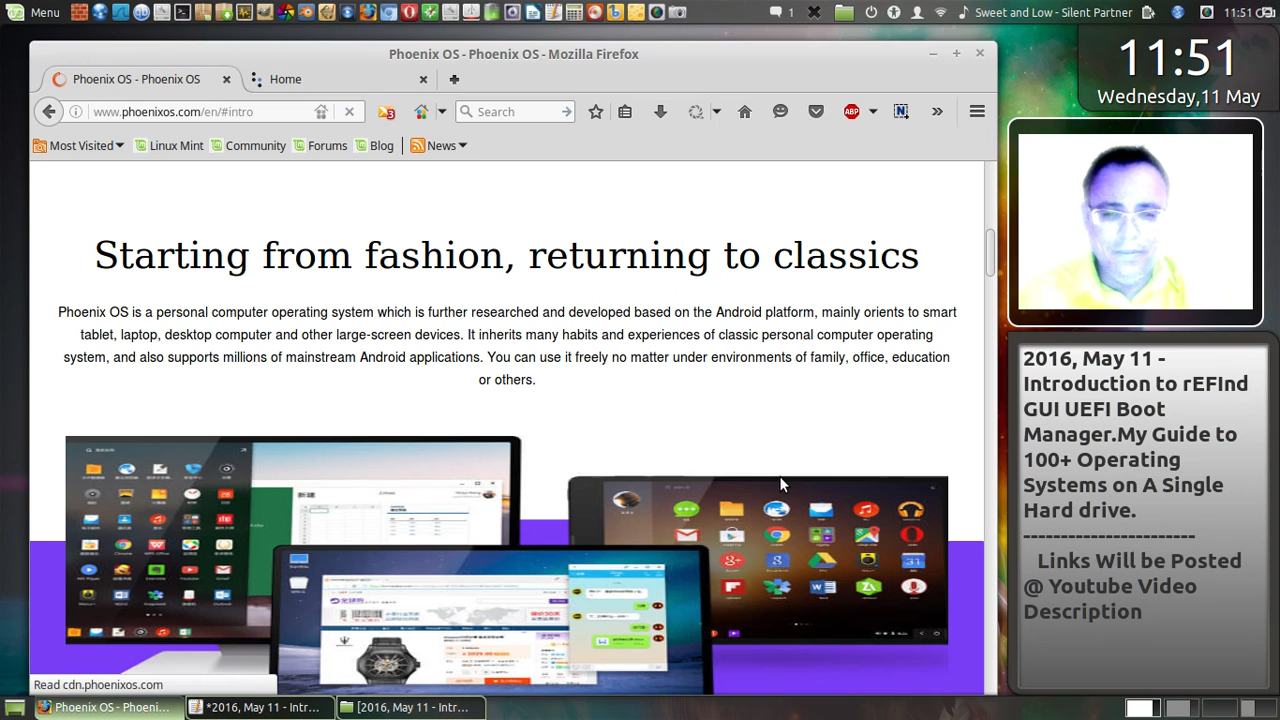 Menu
1
Sweet and Low - Silent Partner
11:51
Phoenix OS - Phoenix OS - Mozilla Firefox
Phoenix OS - Phoenix OS
Home
www.phoenixos.com/en/#intro
Search
ABP
Most Visited
Linux Mint
Community
Forums
Blog
News
Starting from fashion, returning to classics
Phoenix OS is a personal computer operating system which is further researched and developed based on the Android platform, mainly orients to smart
tablet, laptop, desktop computer and other large-screen devices. It inherits many habits and experiences of classic personal computer operating
system, and also supports millions of mainstream Android applications. You can use it freely no matter under environments of family, office, education
or others.
Read cdn.phoenixos.com
11:51
Wednesday,11 May
2016, May 11 -
Introduction to rEFInd
GUI UEFI Boot
Manager.My Guide to
100+ Operating
Systems on A Single
Hard drive.
-----------------------
Links Will be Posted
@ Youtube Video
Description
Phoenix OS - Phoeni...
*2016, May 11 - Intr...
[2016, May 11 - Intr...